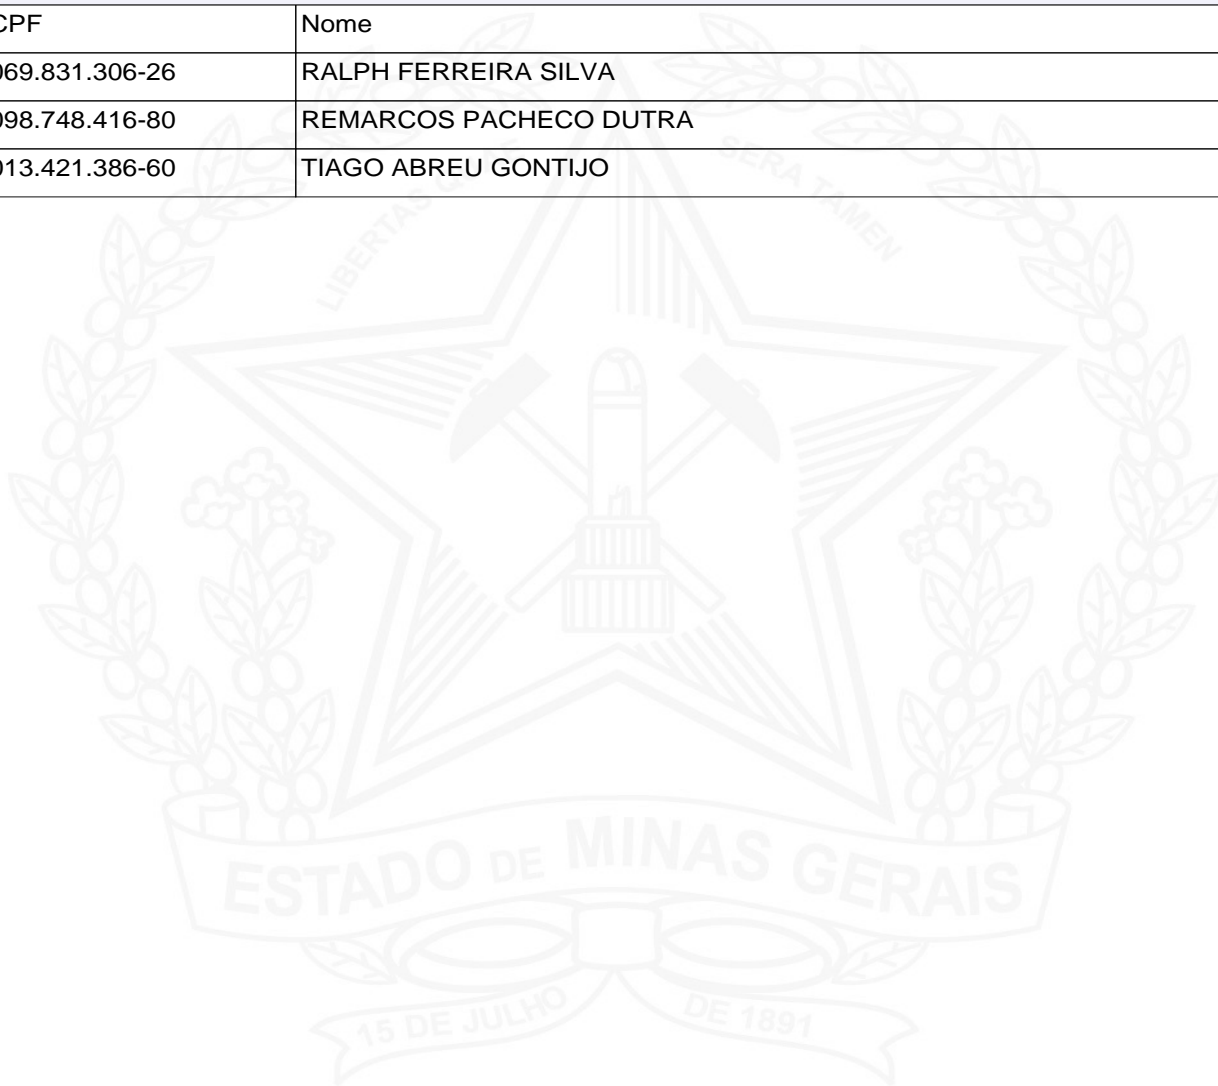 CPF Nome
069.831.306-26 RALPH FERREIRA SILVA
098.748.416-80 REMARCOS PACHECO DUTRA
013.421.386-60 TIAGO ABREU GONTIJO
LIBERTAS QUE SERA TAMEN
ESTADO DE MINAS GERAIS
15 DE JULHO DE 1891